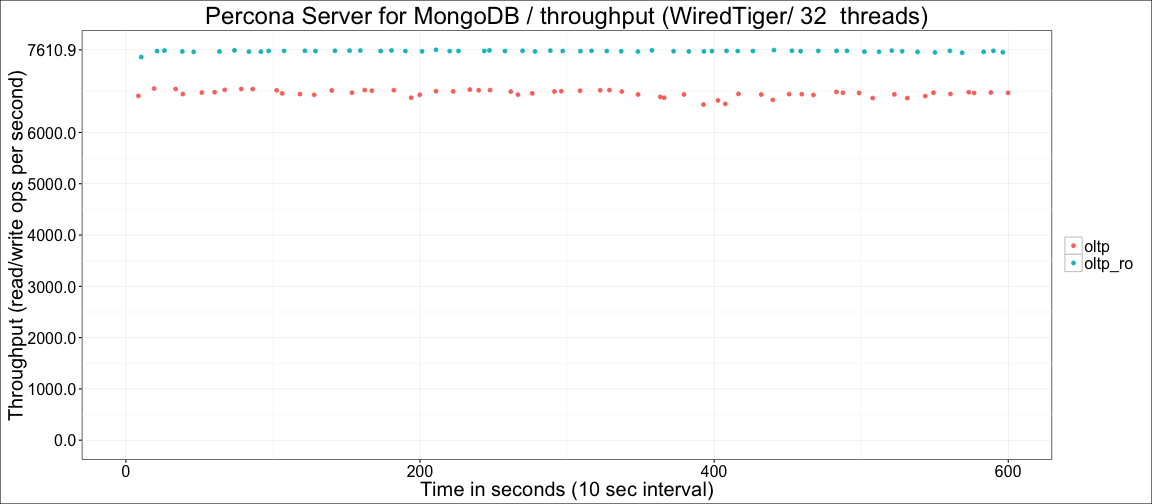 Percona Server for MongoDB / throughput (WiredTiger/ 32  threads)
Throughput (read/write ops per second)
7610.9
6000.0
5000.0
4000.0
3000.0
2000.0
1000.0
0.0
oltp
oltp_ro
0 200 400 600
Time in seconds (10 sec interval)